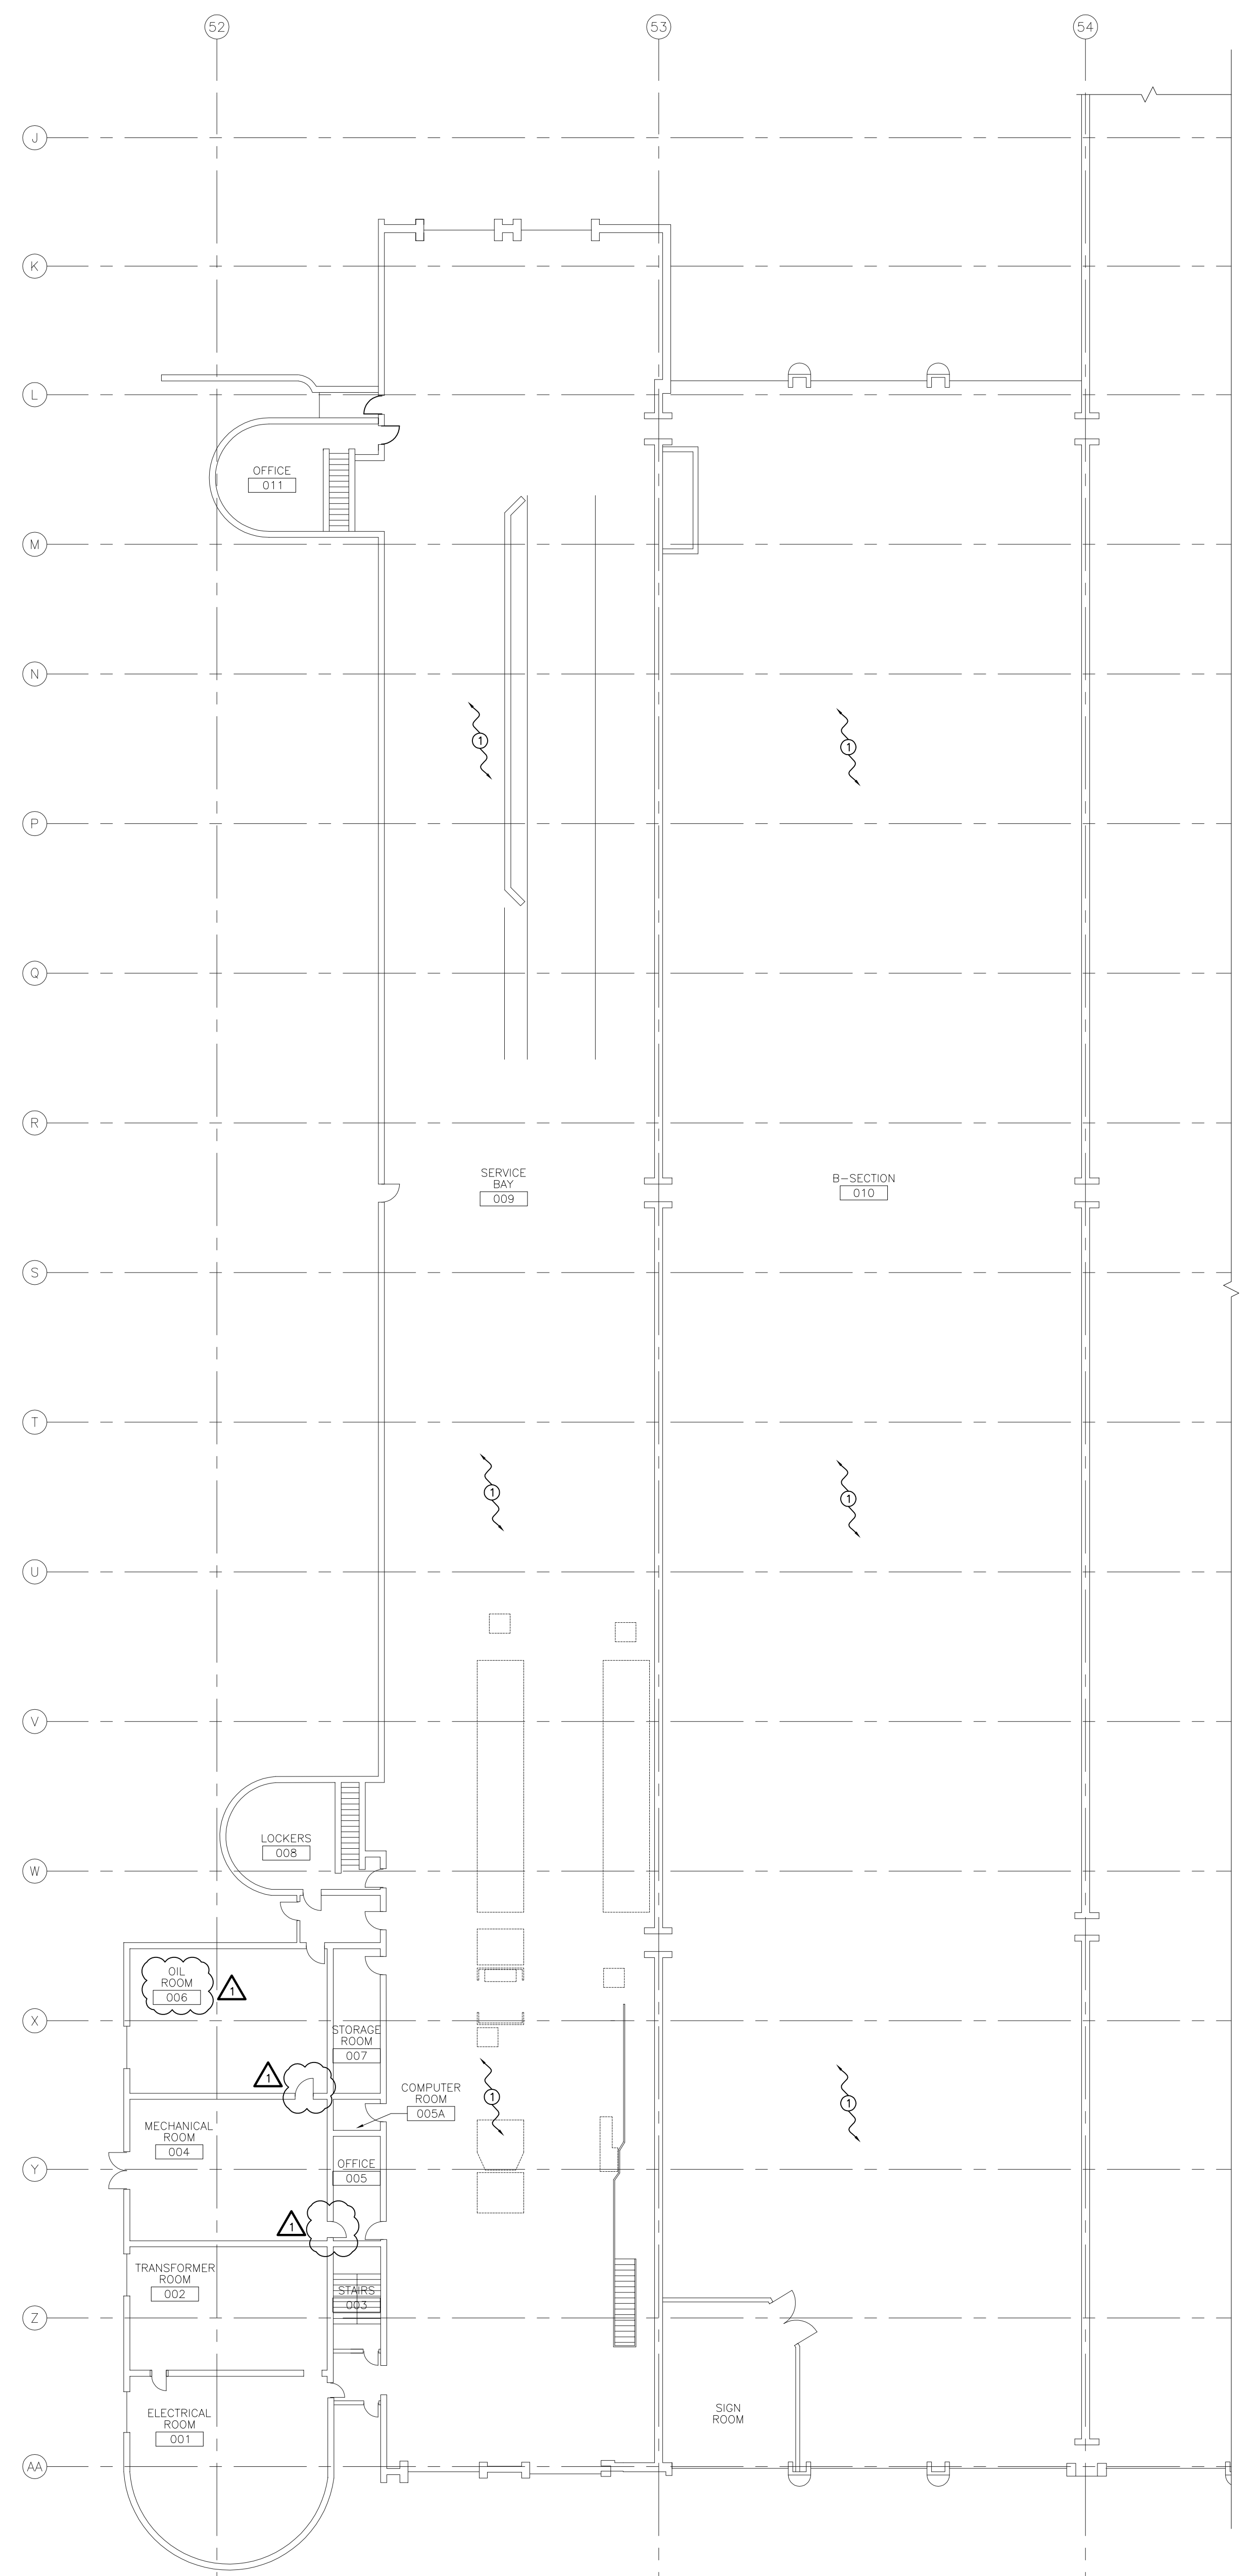 52
53
54
J
K
L
OFFICE
011
M
N
1
1
P
Q
R
SERVICE
BAY
009
B-SECTION
010
S
T
1
1
U
V
LOCKERS
008
W
OIL
ROOM
006
1
X
STORAGE
ROOM
007
1
COMPUTER
ROOM
005A
1
1
MECHANICAL
ROOM
004
OFFICE
005
Y
1
TRANSFORMER
ROOM
002
STAIRS
003
Z
ELECTRICAL
ROOM
001
SIGN
ROOM
AA